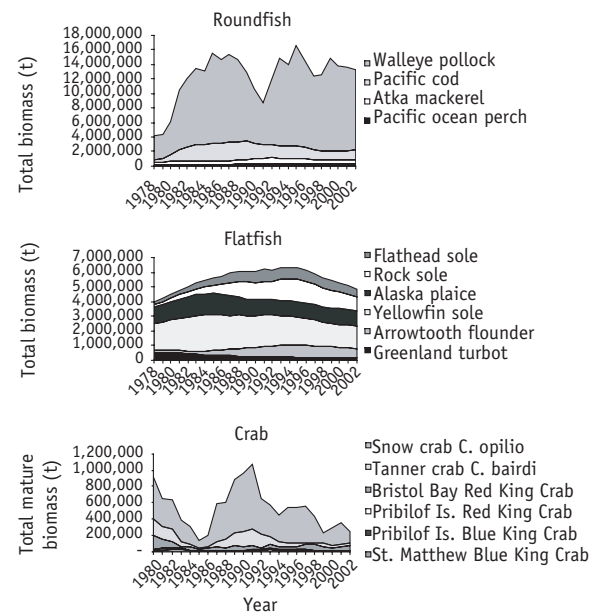 Roundfish
Total biomass (t)
18,000,000
16,000,000
14,000,000
12,000,000
10,000,000
8,000,000
6,000,000
4,000,000
2,000,000
0
1978
1980
1982
1984
1986
1988
1990
1992
1994
1996
1998
2000
2002
Walleye pollock
Pacific cod
Atka mackerel
Pacific ocean perch
Flatfish
Total biomass (t)
7,000,000
6,000,000
5,000,000
4,000,000
3,000,000
2,000,000
1,000,000
0
1978
1980
1982
1984
1986
1988
1990
1992
1994
1996
1998
2000
2002
Flathead sole
Rock sole
Alaska plaice
Yellowfin sole
Arrowtooth flounder
Greenland turbot
Crab
Total mature
biomass (t)
1,200,000
1,000,000
800,000
600,000
400,000
200,000
-
1980
1982
1984
1986
1988
1990
1992
1994
1996
1998
2000
2002
Year
Snow crab C. opilio
Tanner crab C. bairdi
Bristol Bay Red King Crab
Pribilof Is. Red King Crab
Pribilof Is. Blue King Crab
St. Matthew Blue King Crab